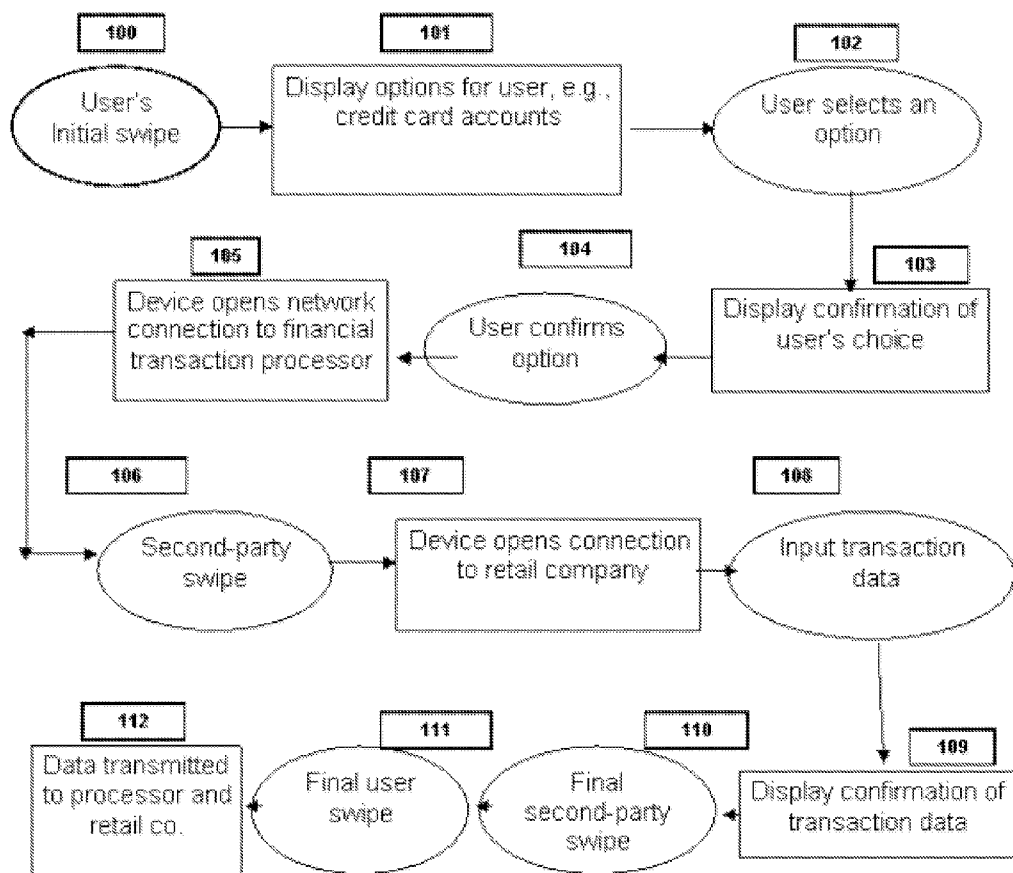 100
User's
Initial swipe
101
Display options for user, e.g.,
credit card accounts
102
User selects an
option
103
Display confirmation of
user's choice
104
User confirms
option
105
Device opens network
connection to financial
transaction processor
106
Second-party
swipe
107
Device opens connection
to retail company
108
Input transaction
data
109
Display confirmation of
transaction data
110
Final
second-party
swipe
111
Final user
swipe
112
Data transmitted
to processor and
retail co.